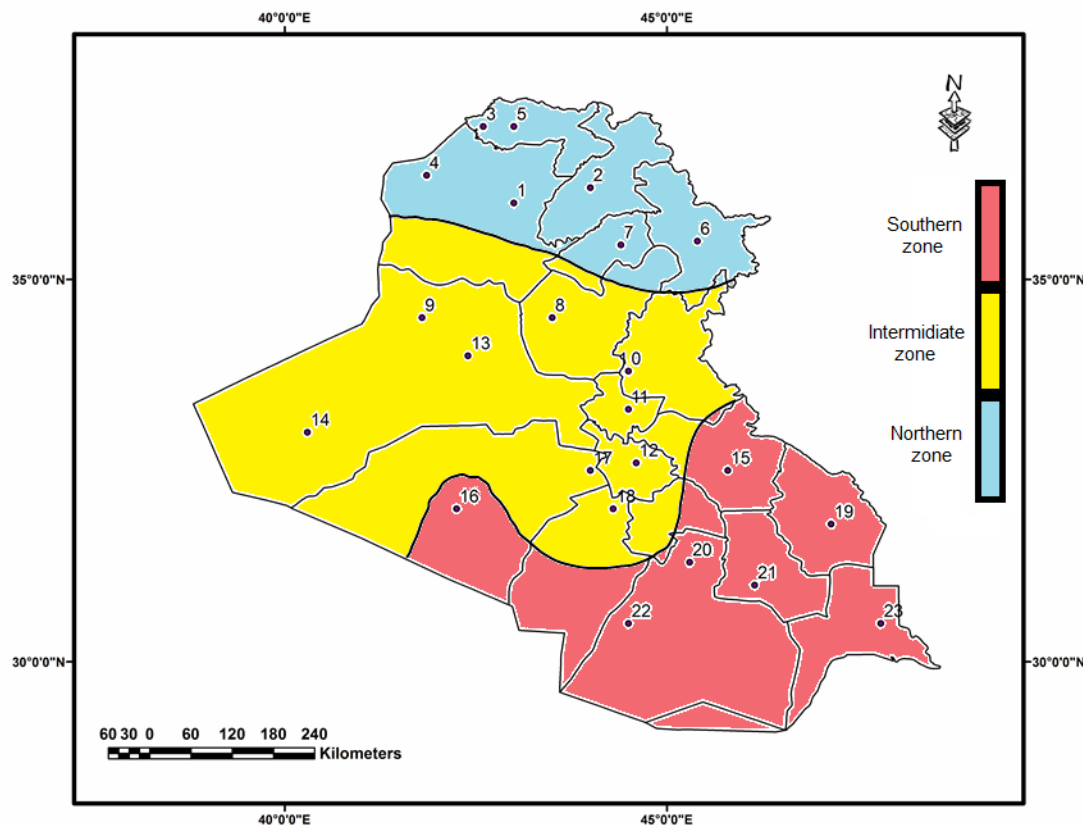 40°0'0"E 45°0'0"E
N
3 5
4
2
1
7 6
Southern
zone
35°0'0"N 35°0'0"N
9 8
Intermidiate
zone
13
10
11
14
Northern
zone
17 12 15
16 18 19
20
21
22 23
30°0'0"N 30°0'0"N
60 30 0 60 120 180 240
Kilometers
40°0'0"E 45°0'0"E